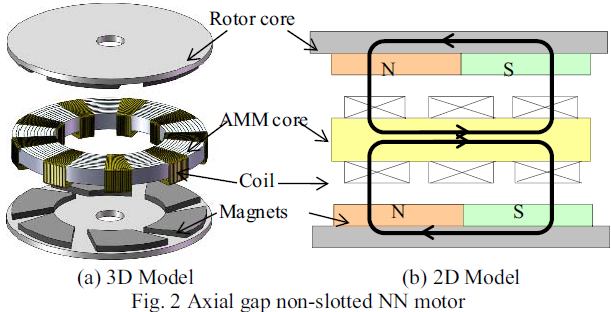 Rotor core
N
S
AMM core
Coil
Magnets
N
S
(a) 3D Model
(b) 2D Model
Fig. 2 Axial gap non-slotted NN motor